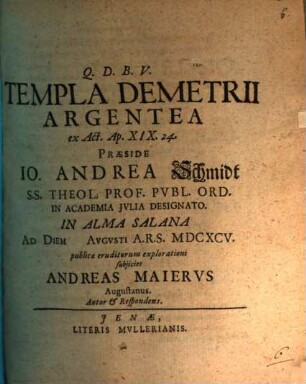 Q. D. B. V.
TEMPLA DEMETRII
ARGENTEA
ex Act. Ap. XIX. 24.
PRÆSIDE
IO. ANDREA Schmidt
SS. THEOL. PROF. PVBL. ORD.
IN ACADEMIA JVLIA DESIGNATO.
IN ALMA SALANA
AD DIEM AVGVSTI A.R.S. MDCXCV.
publicæ eruditorum explorationi
subjiciet
ANDREAS MAIERVS
Augustanus.
Autor & Respondens.
JENÆ,
LITERIS MVLLERIANIS.